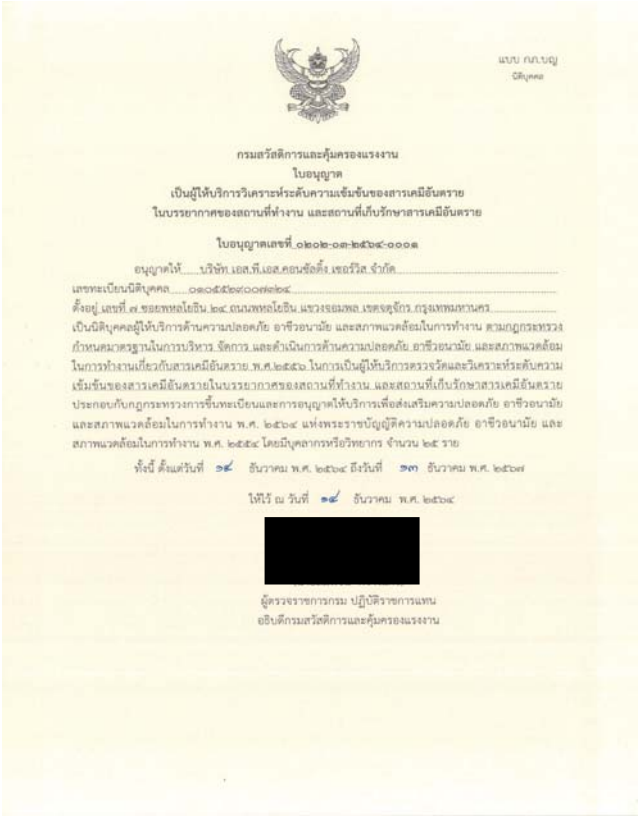 แบบ กภ.บญ
นิติบุคคล
กรมสวัสดิการและคุ้มครองแรงงาน
ใบอนุญาต
เป็นผู้ให้บริการวิเคราะห์ระดับความเข้มข้นของสารเคมีอันตราย
ในบรรยากาศของสถานที่ทำงาน และสถานที่เก็บรักษาสารเคมีอันตราย
ใบอนุญาตเลขที่ ๐๒๐๒-๐๓-๒๕๖๔-๐๐๐๑
อนุญาตให้ บริษัท เอส.พี.เอส.คอนซัลติ้ง เซอร์วิส จำกัด
เลขทะเบียนนิติบุคคล ๐๑๐๕๕๒๙๐๐๗๓๒๔
ตั้งอยู่ เลขที่ ๗ ซอยพหลโยธิน ๒๔ ถนนพหลโยธิน แขวงจอมพล เขตจตุจักร กรุงเทพมหานคร
เป็นนิติบุคคลผู้ให้บริการด้านความปลอดภัย อาชีวอนามัย และสภาพแวดล้อมในการทำงาน ตามกฎกระทรวง
กำหนดมาตรฐานในการบริหาร จัดการ และดำเนินการด้านความปลอดภัย อาชีวอนามัย และสภาพแวดล้อม
ในการทำงานเกี่ยวกับสารเคมีอันตราย พ.ศ.๒๕๕๖ ในการเป็นผู้ให้บริการตรวจวัดและวิเคราะห์ระดับความ
เข้มข้นของสารเคมีอันตรายในบรรยากาศของสถานที่ทำงาน และสถานที่เก็บรักษาสารเคมีอันตราย
ประกอบกับกฎกระทรวงการขึ้นทะเบียนและการอนุญาตให้บริการเพื่อส่งเสริมความปลอดภัย อาชีวอนามัย
และสภาพแวดล้อมในการทำงาน พ.ศ. ๒๕๖๔ แห่งพระราชบัญญัติความปลอดภัย อาชีวอนามัย และ
สภาพแวดล้อมในการทำงาน พ.ศ. ๒๕๕๔ โดยมีบุคลากรหรือวิทยากร จำนวน ๒๕ ราย
ทั้งนี้ ตั้งแต่วันที่ ๑๔ ธันวาคม พ.ศ. ๒๕๖๔ ถึงวันที่ ๑๓ ธันวาคม พ.ศ. ๒๕๖๗
ให้ไว้ ณ วันที่ ๑๔ ธันวาคม พ.ศ. ๒๕๖๔
ผู้ตรวจราชการกรม ปฏิบัติราชการแทน
อธิบดีกรมสวัสดิการและคุ้มครองแรงงาน